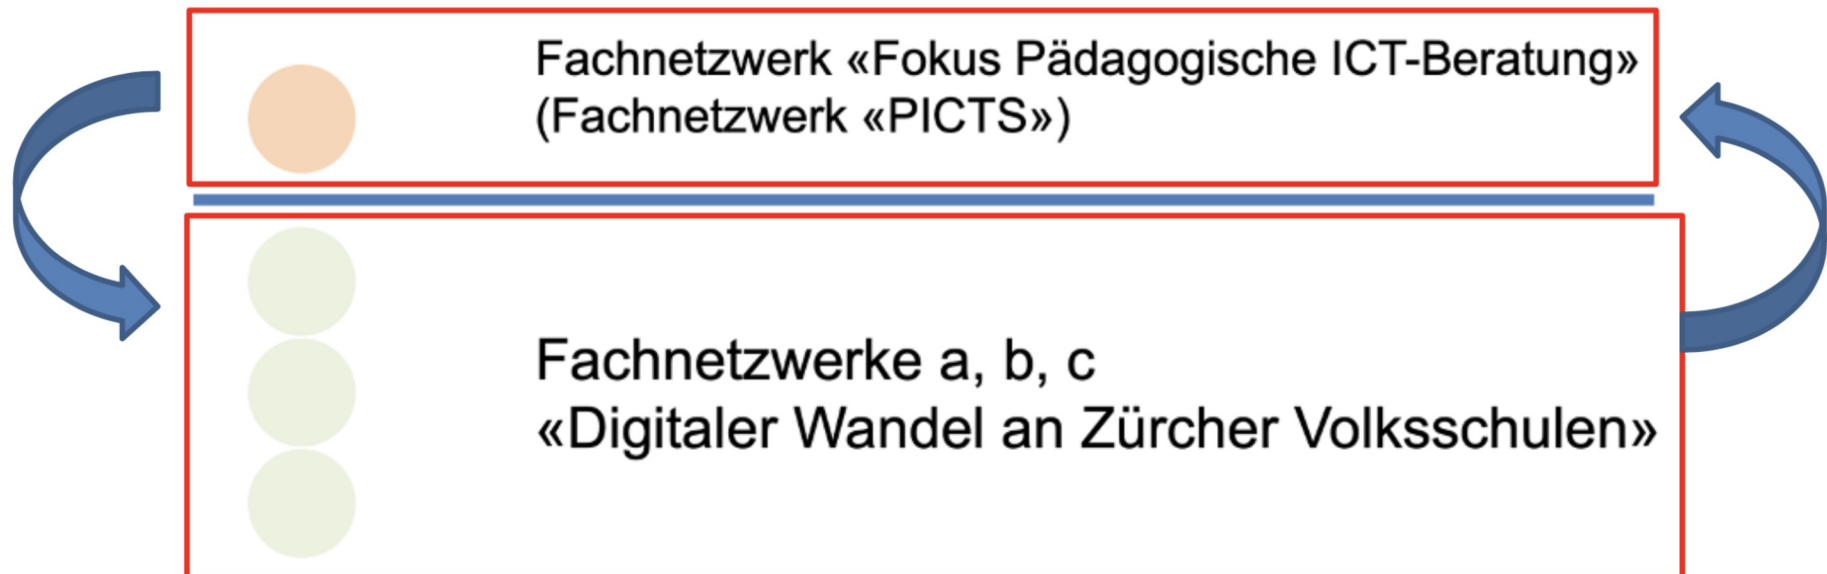 Fachnetzwerk «Fokus Pädagogische ICT-Beratung»
(Fachnetzwerk «PICTS»)
Fachnetzwerke a, b, c
«Digitaler Wandel an Zürcher Volksschulen»